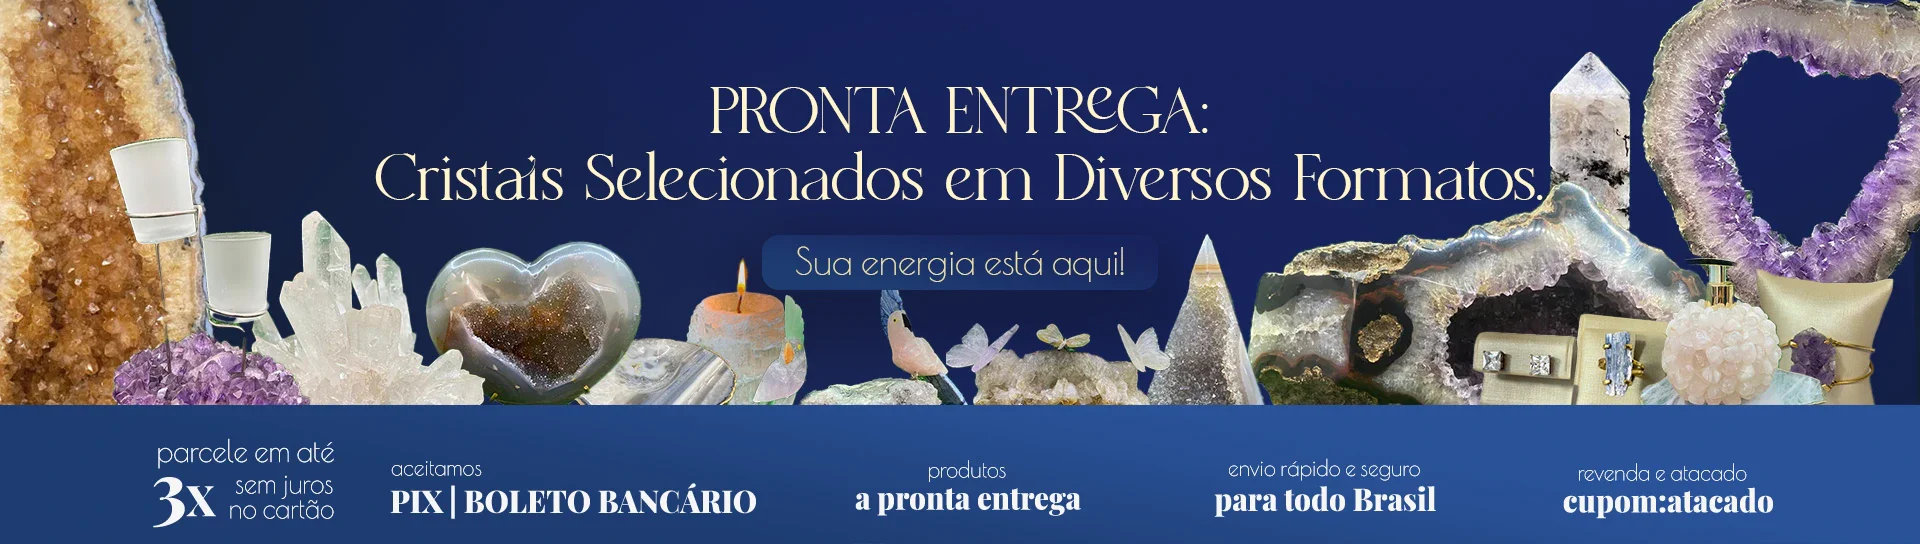 PRONTA ENTREGA:
Cristais Selecionados em Diversos Formatos.
Sua energia está aqui!
parcele em até
3x sem juros
no cartão
aceitamos
PIX | BOLETO BANCÁRIO
produtos
a pronta entrega
envio rápido e seguro
para todo Brasil
revenda e atacado
cupom:atacado